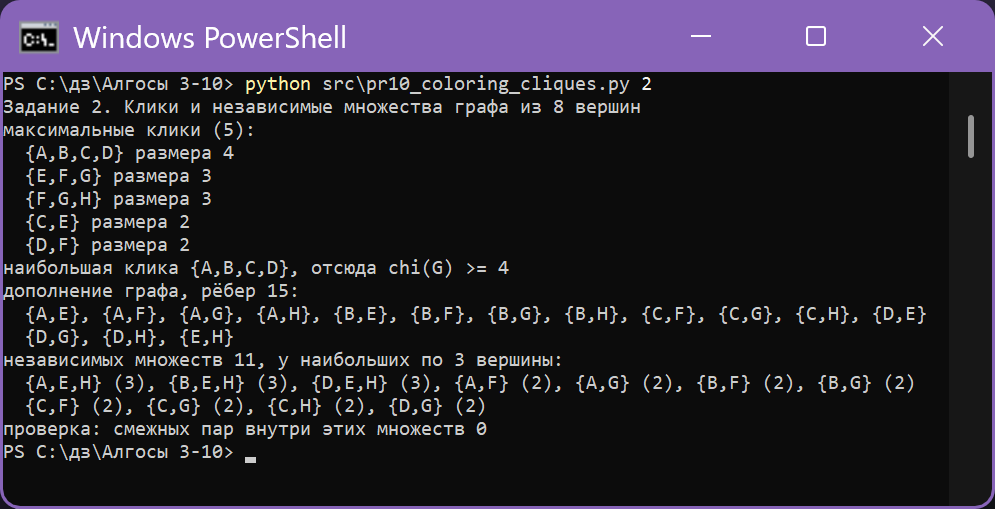 Windows PowerShell
PS C:\дз\Алгосы 3-10> python src\pr10_coloring_cliques.py 2
Задание 2. Клики и независимые множества графа из 8 вершин
максимальные клики (5):
{A,B,C,D} размера 4
{E,F,G} размера 3
{F,G,H} размера 3
{C,E} размера 2
{D,F} размера 2
наибольшая клика {A,B,C,D}, отсюда chi(G) >= 4
дополнение графа, рёбер 15:
{A,E}, {A,F}, {A,G}, {A,H}, {B,E}, {B,F}, {B,G}, {B,H}, {C,F}, {C,G}, {C,H}, {D,E}
{D,G}, {D,H}, {E,H}
независимых множеств 11, у наибольших по 3 вершины:
{A,E,H} (3), {B,E,H} (3), {D,E,H} (3), {A,F} (2), {A,G} (2), {B,F} (2), {B,G} (2)
{C,F} (2), {C,G} (2), {C,H} (2), {D,G} (2)
проверка: смежных пар внутри этих множеств 0
PS C:\дз\Алгосы 3-10>